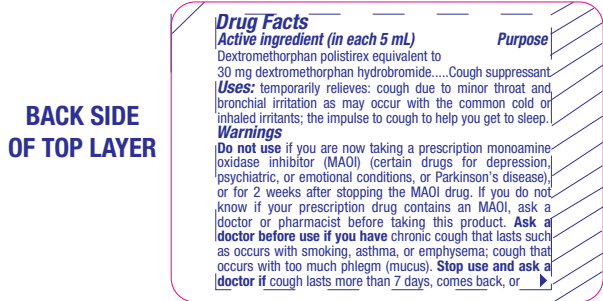 BACK SIDE
OF TOP LAYER
Drug Facts
Active ingredient (in each 5 mL) Purpose
Dextromethorphan polistirex equivalent to
30 mg dextromethorphan hydrobromide.....Cough suppressant
Uses: temporarily relieves: cough due to minor throat and
bronchial irritation as may occur with the common cold or
inhaled irritants; the impulse to cough to help you get to sleep.
Warnings
Do not use if you are now taking a prescription monoamine
oxidase inhibitor (MAOI) (certain drugs for depression,
psychiatric, or emotional conditions, or Parkinson's disease),
or for 2 weeks after stopping the MAOI drug. If you do not
know if your prescription drug contains an MAOI, ask a
doctor or pharmacist before taking this product. Ask a
doctor before use if you have chronic cough that lasts such
as occurs with smoking, asthma, or emphysema; cough that
occurs with too much phlegm (mucus). Stop use and ask a
doctor if cough lasts more than 7 days, comes back, or